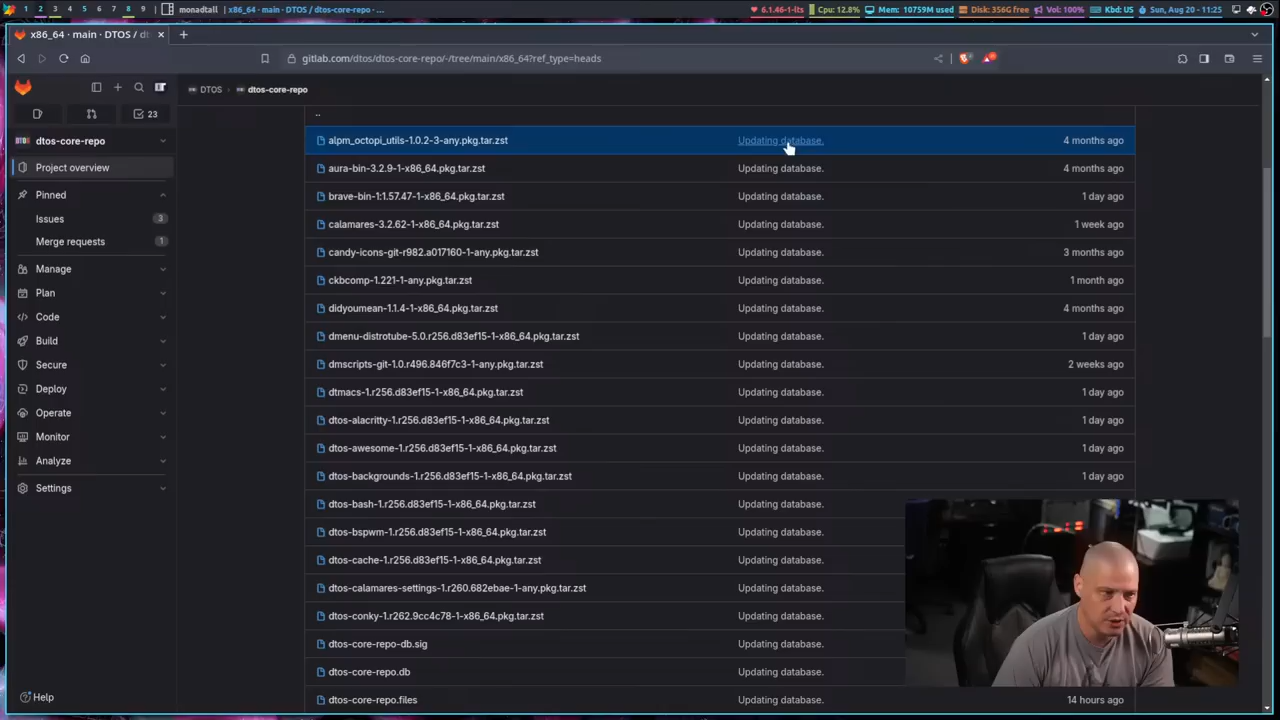 1 2 3 4 5 6 7 8 9 monadtall x86_64 · main · DTOS / dtos-core-repo · GitLab — ... 6.1.46-1-lts Cpu: 12.8% Mem: 10759M used Disk: 356G free Vol: 100% Kbd: US Sun, Aug 20 - 11:25
x86_64 · main · DTOS / dt
gitlab.com/dtos/dtos-core-repo/-/tree/main/x86_64?ref_type=heads
DTOS › dtos-core-repo
23
dtos-core-repo
Project overview
Pinned
Issues 3
Merge requests 1
Manage
Plan
Code
Build
Secure
Deploy
Operate
Monitor
Analyze
Settings
Help
..
alpm_octopi_utils-1.0.2-3-any.pkg.tar.zst Updating database. 4 months ago
aura-bin-3.2.9-1-x86_64.pkg.tar.zst Updating database. 4 months ago
brave-bin-1:1.57.47-1-x86_64.pkg.tar.zst Updating database. 1 day ago
calamares-3.2.62-1-x86_64.pkg.tar.zst Updating database. 1 week ago
candy-icons-git-r982.a017160-1-any.pkg.tar.zst Updating database. 3 months ago
ckbcomp-1.221-1-any.pkg.tar.zst Updating database. 1 month ago
didyoumean-1.1.4-1-x86_64.pkg.tar.zst Updating database. 4 months ago
dmenu-distrotube-5.0.r256.d83ef15-1-x86_64.pkg.tar.zst Updating database. 1 day ago
dmscripts-git-1.0.r496.846f7c3-1-any.pkg.tar.zst Updating database. 2 weeks ago
dtmacs-1.r256.d83ef15-1-x86_64.pkg.tar.zst Updating database. 1 day ago
dtos-alacritty-1.r256.d83ef15-1-x86_64.pkg.tar.zst Updating database. 1 day ago
dtos-awesome-1.r256.d83ef15-1-x86_64.pkg.tar.zst Updating database. 1 day ago
dtos-backgrounds-1.r256.d83ef15-1-x86_64.pkg.tar.zst Updating database. 1 day ago
dtos-bash-1.r256.d83ef15-1-x86_64.pkg.tar.zst Updating database.
dtos-bspwm-1.r256.d83ef15-1-x86_64.pkg.tar.zst Updating database.
dtos-cache-1.r256.d83ef15-1-x86_64.pkg.tar.zst Updating database.
dtos-calamares-settings-1.r260.682ebae-1-any.pkg.tar.zst Updating database.
dtos-conky-1.r262.9cc4c78-1-x86_64.pkg.tar.zst Updating database.
dtos-core-repo-db.sig Updating database.
dtos-core-repo.db Updating database.
dtos-core-repo.files Updating database. 14 hours ago